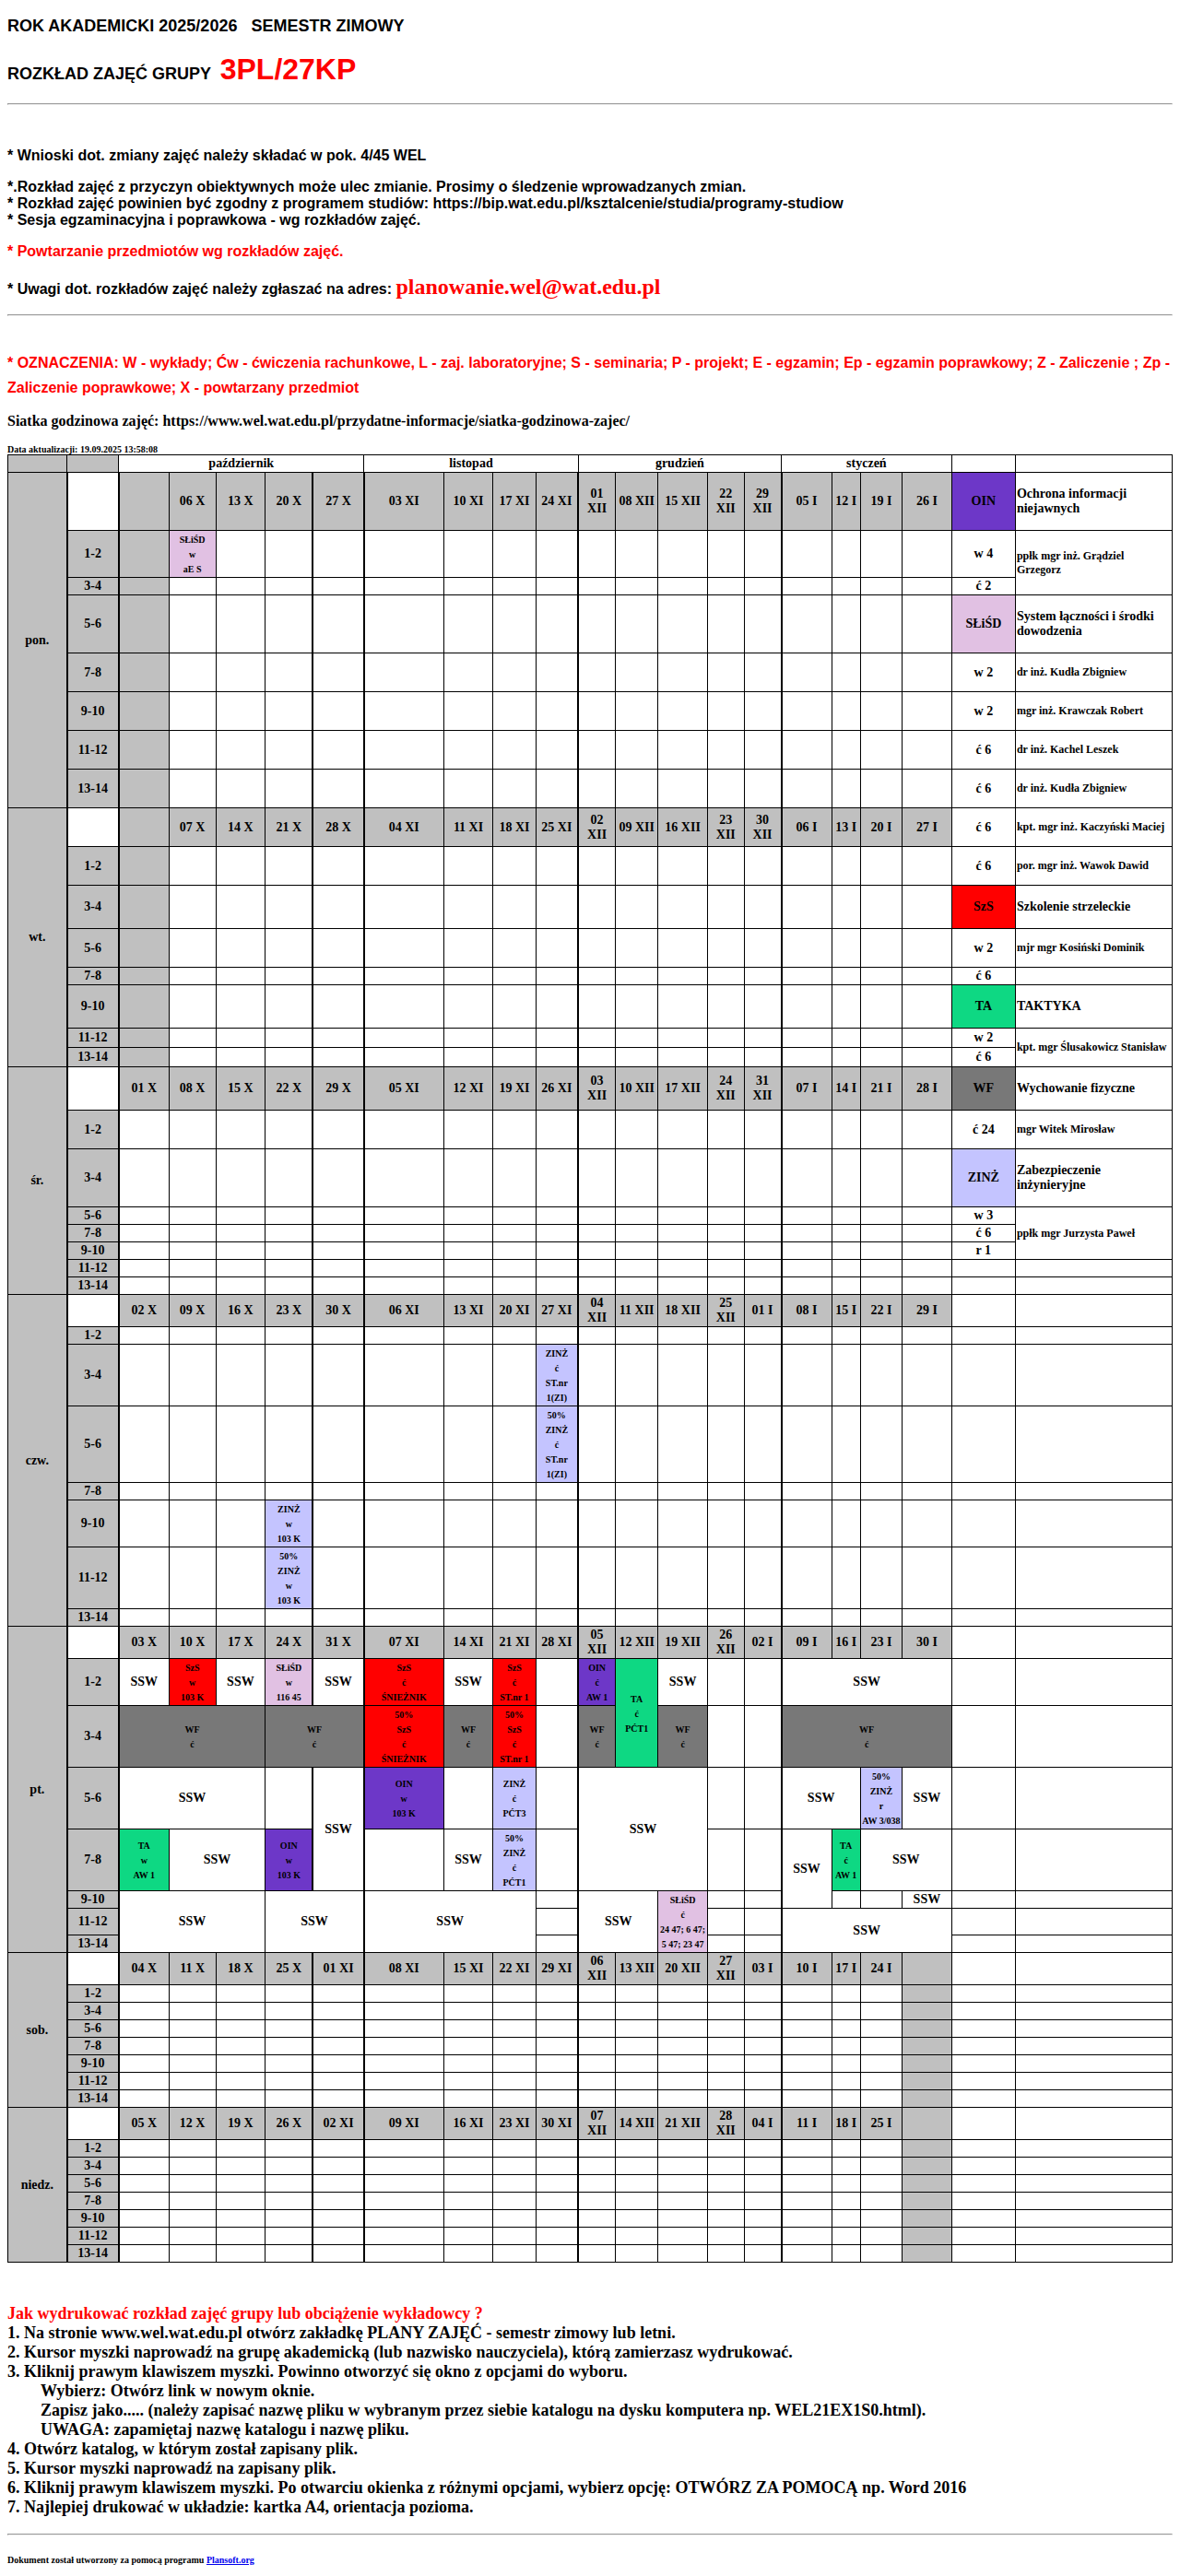 ROK AKADEMICKI 2025/2026 SEMESTR ZIMOWY
ROZKŁAD ZAJĘĆ GRUPY 3PL/27KP
* Wnioski dot. zmiany zajęć należy składać w pok. 4/45 WEL
*.Rozkład zajęć z przyczyn obiektywnych może ulec zmianie. Prosimy o śledzenie wprowadzanych zmian.
* Rozkład zajęć powinien być zgodny z programem studiów: https://bip.wat.edu.pl/ksztalcenie/studia/programy-studiow
* Sesja egzaminacyjna i poprawkowa - wg rozkładów zajęć.
* Powtarzanie przedmiotów wg rozkładów zajęć.
* Uwagi dot. rozkładów zajęć należy zgłaszać na adres: planowanie.wel@wat.edu.pl
* OZNACZENIA: W - wykłady; Ćw - ćwiczenia rachunkowe, L - zaj. laboratoryjne; S - seminaria; P - projekt; E - egzamin; Ep - egzamin poprawkowy; Z - Zaliczenie ; Zp -
Zaliczenie poprawkowe; X - powtarzany przedmiot
Siatka godzinowa zajęć: https://www.wel.wat.edu.pl/przydatne-informacje/siatka-godzinowa-zajec/
Data aktualizacji: 19.09.2025 13:58:08
październik listopad grudzień styczeń
pon. 06 X 13 X 20 X 27 X 03 XI 10 XI 17 XI 24 XI 01 XII 08 XII 15 XII 22 XII 29 XII 05 I 12 I 19 I 26 I OIN Ochrona informacji niejawnych
1-2 SŁiŚD w aE S w 4 ppłk mgr inż. Grądziel Grzegorz
3-4 ć 2
5-6 SŁiŚD System łączności i środki dowodzenia
7-8 w 2 dr inż. Kudła Zbigniew
9-10 w 2 mgr inż. Krawczak Robert
11-12 ć 6 dr inż. Kachel Leszek
13-14 ć 6 dr inż. Kudła Zbigniew
wt. 07 X 14 X 21 X 28 X 04 XI 11 XI 18 XI 25 XI 02 XII 09 XII 16 XII 23 XII 30 XII 06 I 13 I 20 I 27 I ć 6 kpt. mgr inż. Kaczyński Maciej
1-2 ć 6 por. mgr inż. Wawok Dawid
3-4 SzS Szkolenie strzeleckie
5-6 w 2 mjr mgr Kosiński Dominik
7-8 ć 6
9-10 TA TAKTYKA
11-12 w 2 kpt. mgr Ślusakowicz Stanisław
13-14 ć 6
śr. 01 X 08 X 15 X 22 X 29 X 05 XI 12 XI 19 XI 26 XI 03 XII 10 XII 17 XII 24 XII 31 XII 07 I 14 I 21 I 28 I WF Wychowanie fizyczne
1-2 ć 24 mgr Witek Mirosław
3-4 ZINŻ Zabezpieczenie inżynieryjne
5-6 w 3
7-8 ć 6 ppłk mgr Jurzysta Paweł
9-10 r 1
11-12
13-14
czw. 02 X 09 X 16 X 23 X 30 X 06 XI 13 XI 20 XI 27 XI 04 XII 11 XII 18 XII 25 XII 01 I 08 I 15 I 22 I 29 I
1-2
3-4 ZINŻ ć ST.nr 1(ZI)
5-6 50% ZINŻ ć ST.nr 1(ZI)
7-8
9-10 ZINŻ w 103 K
11-12 50% ZINŻ w 103 K
13-14
pt. 03 X 10 X 17 X 24 X 31 X 07 XI 14 XI 21 XI 28 XI 05 XII 12 XII 19 XII 26 XII 02 I 09 I 16 I 23 I 30 I
1-2 SSW SzS w 103 K SSW SŁiŚD w 116 45 SSW SzS ć ŚNIEŻNIK SSW SzS ć ST.nr 1 OIN ć AW 1 TA ć PĆT1 SSW SSW
3-4 WF ć WF ć 50% SzS ć ŚNIEŻNIK WF ć 50% SzS ć ST.nr 1 WF ć WF ć WF ć
5-6 SSW SSW OIN w 103 K ZINŻ ć PĆT3 SSW SSW 50% ZINŻ r AW 3/038 SSW
7-8 TA w AW 1 SSW OIN w 103 K SSW 50% ZINŻ ć PĆT1 SSW TA ć AW 1 SSW
9-10 SSW SSW SSW SSW SŁiŚD ć 24 47; 6 47; 5 47; 23 47 SSW
11-12 SSW
13-14
sob. 04 X 11 X 18 X 25 X 01 XI 08 XI 15 XI 22 XI 29 XI 06 XII 13 XII 20 XII 27 XII 03 I 10 I 17 I 24 I
1-2
3-4
5-6
7-8
9-10
11-12
13-14
niedz. 05 X 12 X 19 X 26 X 02 XI 09 XI 16 XI 23 XI 30 XI 07 XII 14 XII 21 XII 28 XII 04 I 11 I 18 I 25 I
1-2
3-4
5-6
7-8
9-10
11-12
13-14
Jak wydrukować rozkład zajęć grupy lub obciążenie wykładowcy ?
1. Na stronie www.wel.wat.edu.pl otwórz zakładkę PLANY ZAJĘĆ - semestr zimowy lub letni.
2. Kursor myszki naprowadź na grupę akademicką (lub nazwisko nauczyciela), którą zamierzasz wydrukować.
3. Kliknij prawym klawiszem myszki. Powinno otworzyć się okno z opcjami do wyboru.
Wybierz: Otwórz link w nowym oknie.
Zapisz jako..... (należy zapisać nazwę pliku w wybranym przez siebie katalogu na dysku komputera np. WEL21EX1S0.html).
UWAGA: zapamiętaj nazwę katalogu i nazwę pliku.
4. Otwórz katalog, w którym został zapisany plik.
5. Kursor myszki naprowadź na zapisany plik.
6. Kliknij prawym klawiszem myszki. Po otwarciu okienka z różnymi opcjami, wybierz opcję: OTWÓRZ ZA POMOCĄ np. Word 2016
7. Najlepiej drukować w układzie: kartka A4, orientacja pozioma.
Dokument został utworzony za pomocą programu Plansoft.org